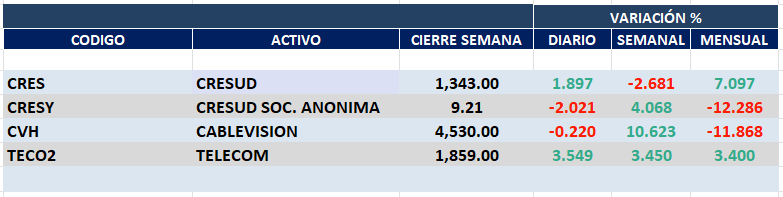 VARIACIÓN %
CODIGO ACTIVO CIERRE SEMANA DIARIO SEMANAL MENSUAL
CRES CRESUD 1,343.00 1.897 -2.681 7.097
CRESY CRESUD SOC. ANONIMA 9.21 -2.021 4.068 -12.286
CVH CABLEVISION 4,530.00 -0.220 10.623 -11.868
TECO2 TELECOM 1,859.00 3.549 3.450 3.400